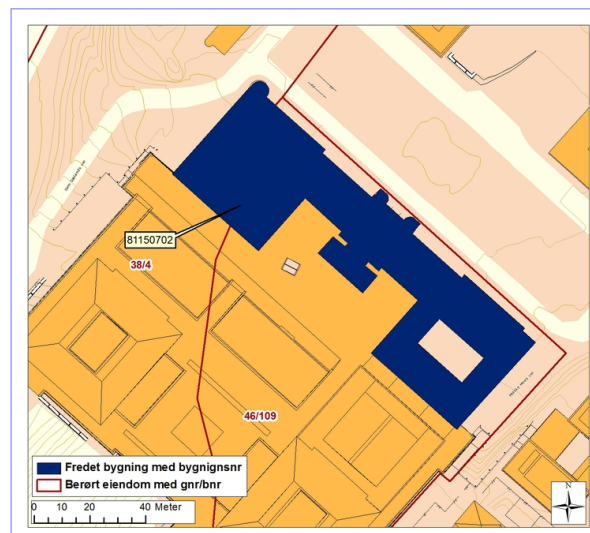 81150702
38/4
46/109
Fredet bygning med bygnignsnr
Berørt eiendom med gnr/bnr
0 10 20 40 Meter
N